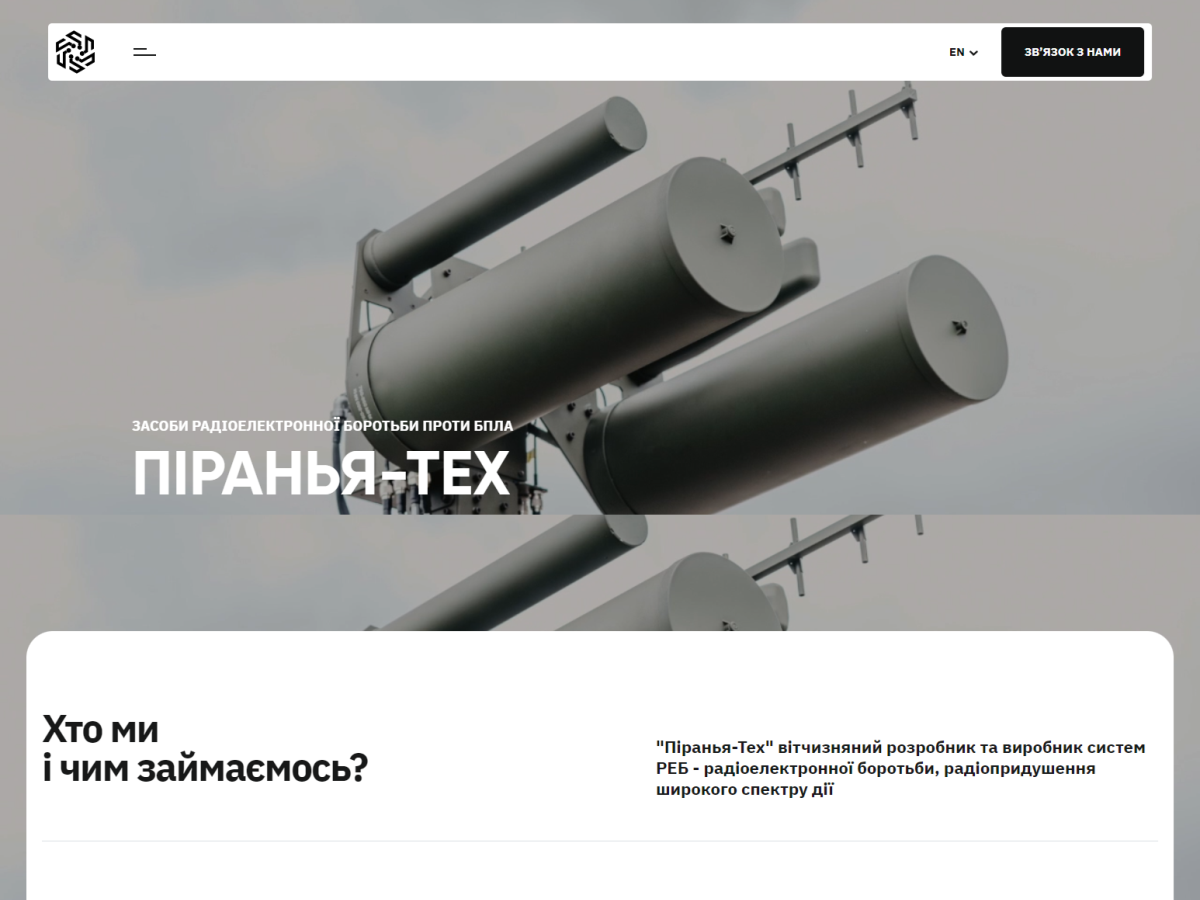 EN
ЗВ'ЯЗОК З НАМИ
ЗАСОБИ РАДІОЕЛЕКТРОННОЇ БОРОТЬБИ ПРОТИ БПЛА
ПІРАНЬЯ-ТЕХ
Хто ми
і чим займаємось?
"Піранья-Тех" вітчизняний розробник та виробник систем
РЕБ - радіоелектронної боротьби, радіопридушення
широкого спектру дії